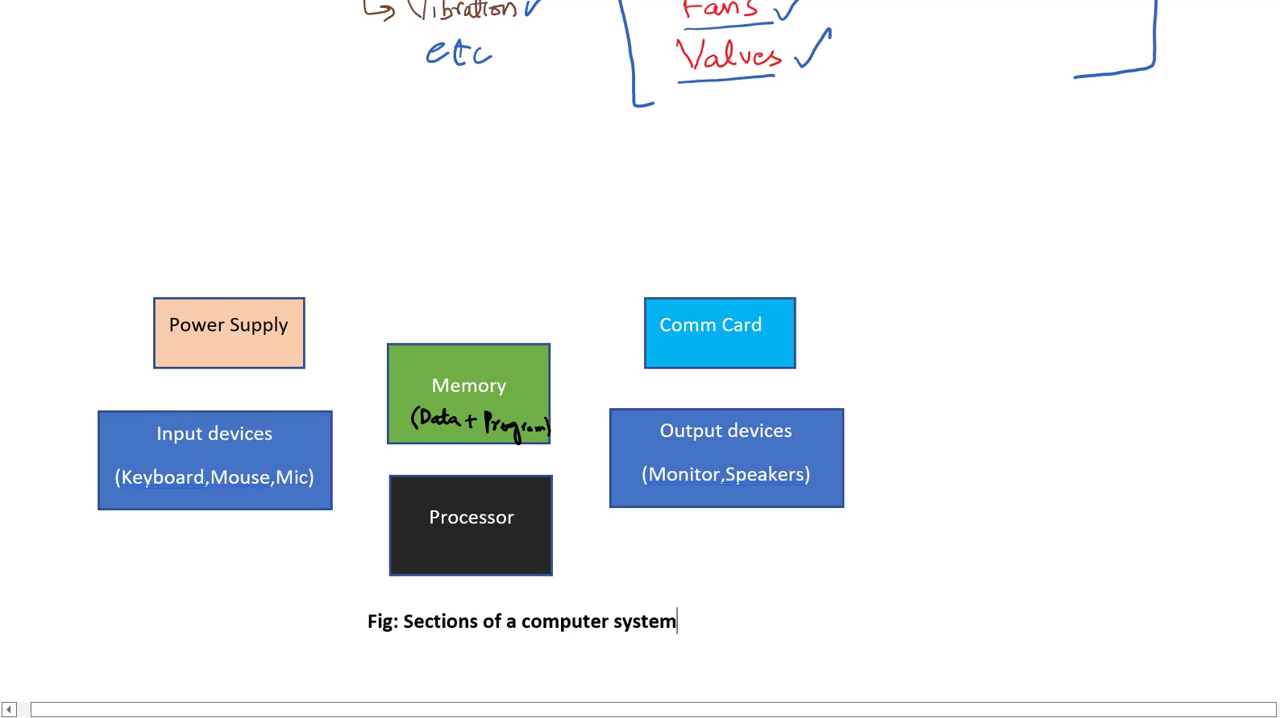 ↳ Vibration ✓
Fans ✓
etc
Valves ✓
Power Supply
Comm Card
Memory
(Data + Program)
Input devices
(Keyboard,Mouse,Mic)
Output devices
(Monitor,Speakers)
Processor
Fig: Sections of a computer system